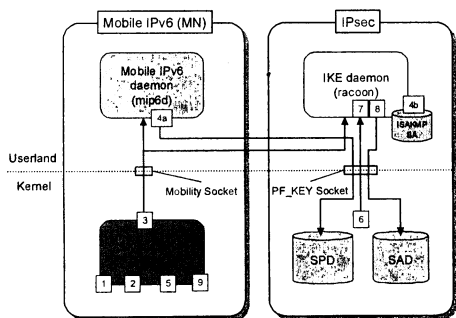 Mobile IPv6 (MN)
IPsec
Mobile IPv6
daemon
(mip6d)
4a
IKE daemon
(racoon)
7
8
4b
ISAKMP
SA
Userland
Kernel
Mobility Socket
PF_KEY Socket
3
6
1
2
5
9
SPD
SAD